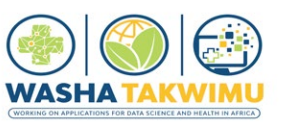 WASHA TAKWIMU
(WORKING ON APPLICATIONS FOR DATA SCIENCE AND HEALTH IN AFRICA)